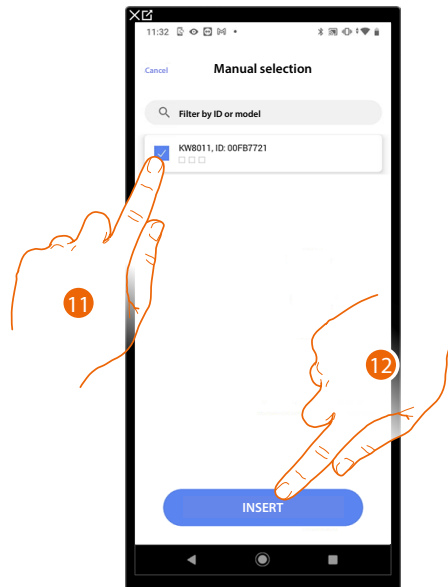 11:32
Cancel
Manual selection
Filter by ID or model
KW8011, ID: 00FB7721
11
12
INSERT